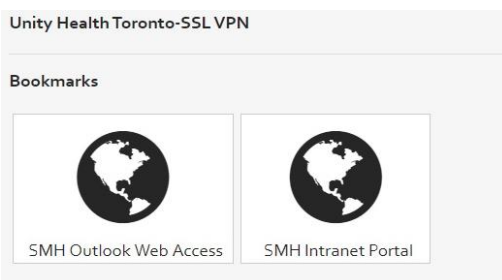 Unity Health Toronto-SSL VPN
Bookmarks
SMH Outlook Web Access
SMH Intranet Portal